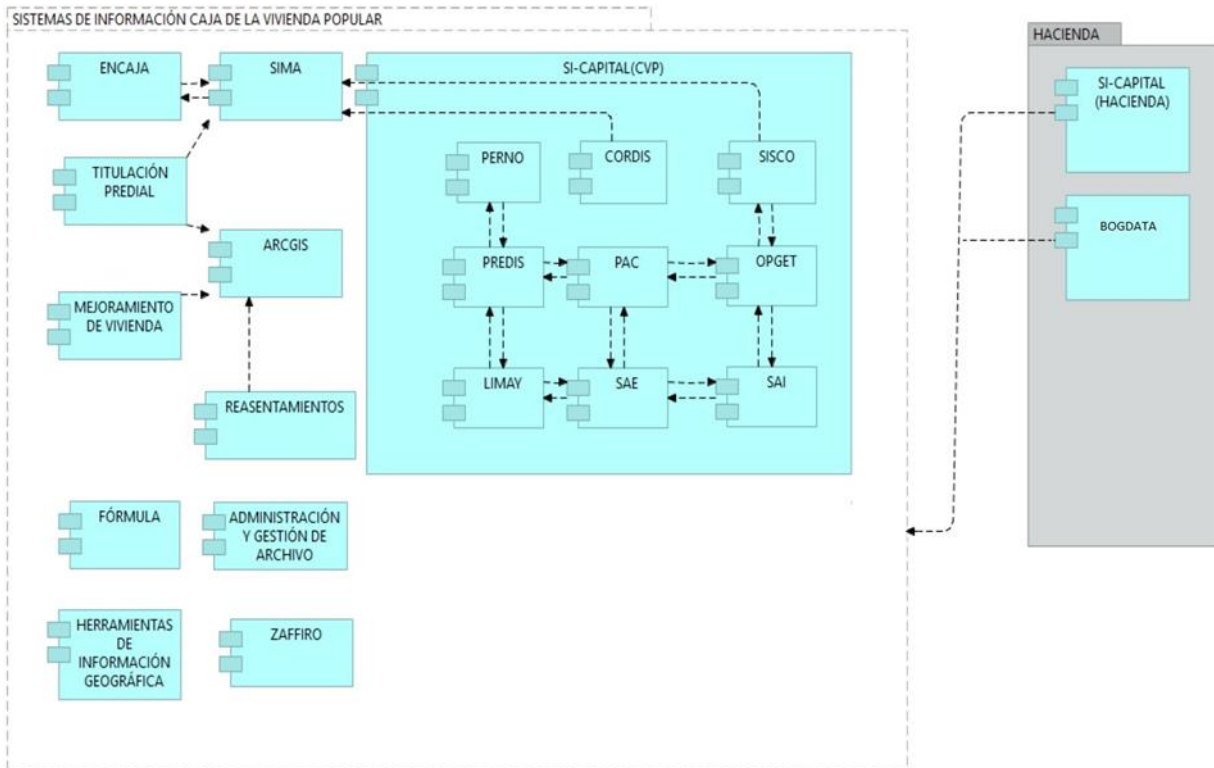 SISTEMAS DE INFORMACIÓN CAJA DE LA VIVIENDA POPULAR
HACIENDA
ENCAJA
SIMA
SI-CAPITAL(CVP)
SI-CAPITAL
(HACIENDA)
PERNO
CORDIS
SISCO
TITULACIÓN
PREDIAL
BOGDATA
ARCGIS
PREDIS
PAC
OPGET
MEJORAMIENTO
DE VIVIENDA
LIMAY
SAE
SAI
REASENTAMIENTOS
FÓRMULA
ADMINISTRACIÓN
Y GESTIÓN DE
ARCHIVO
HERRAMIENTAS
DE
INFORMACIÓN
GEOGRÁFICA
ZAFFIRO